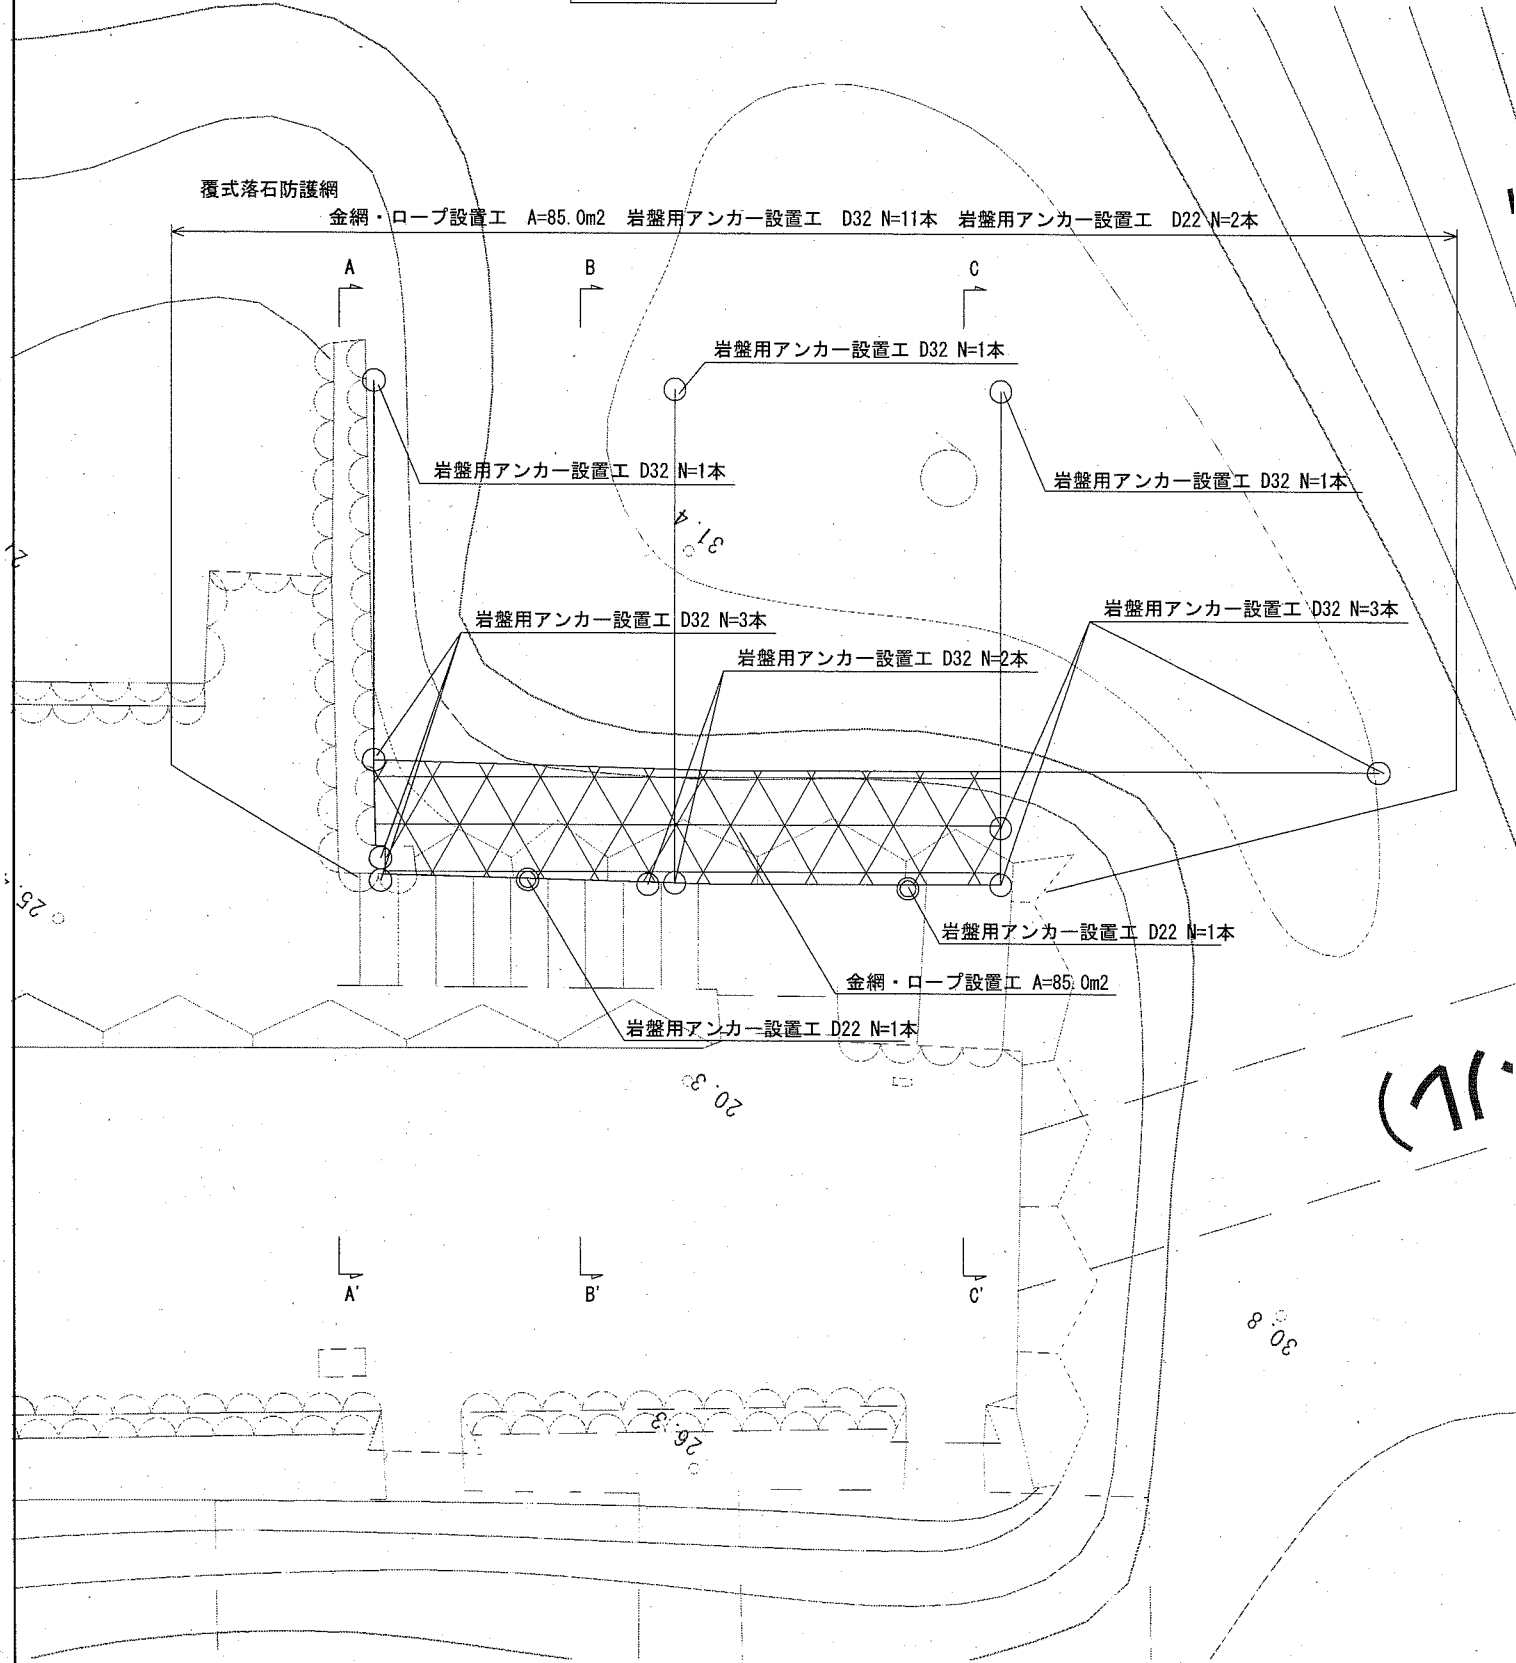 覆式落石防護網
金網・ロープ設置工 A=85.0m2 岩盤用アンカー設置工 D32 N=11本 岩盤用アンカー設置工 D22 N=2本
A B C
岩盤用アンカー設置工 D32 N=1本
岩盤用アンカー設置工 D32 N=1本
岩盤用アンカー設置工 D32 N=1本
31.4
岩盤用アンカー設置工 D32 N=3本
岩盤用アンカー設置工 D32 N=3本
岩盤用アンカー設置工 D32 N=2本
岩盤用アンカー設置工 D22 N=1本
金網・ロープ設置工 A=85.0m2
岩盤用アンカー設置工 D22 N=1本
20.3
A' B' C'
30.8
26.3